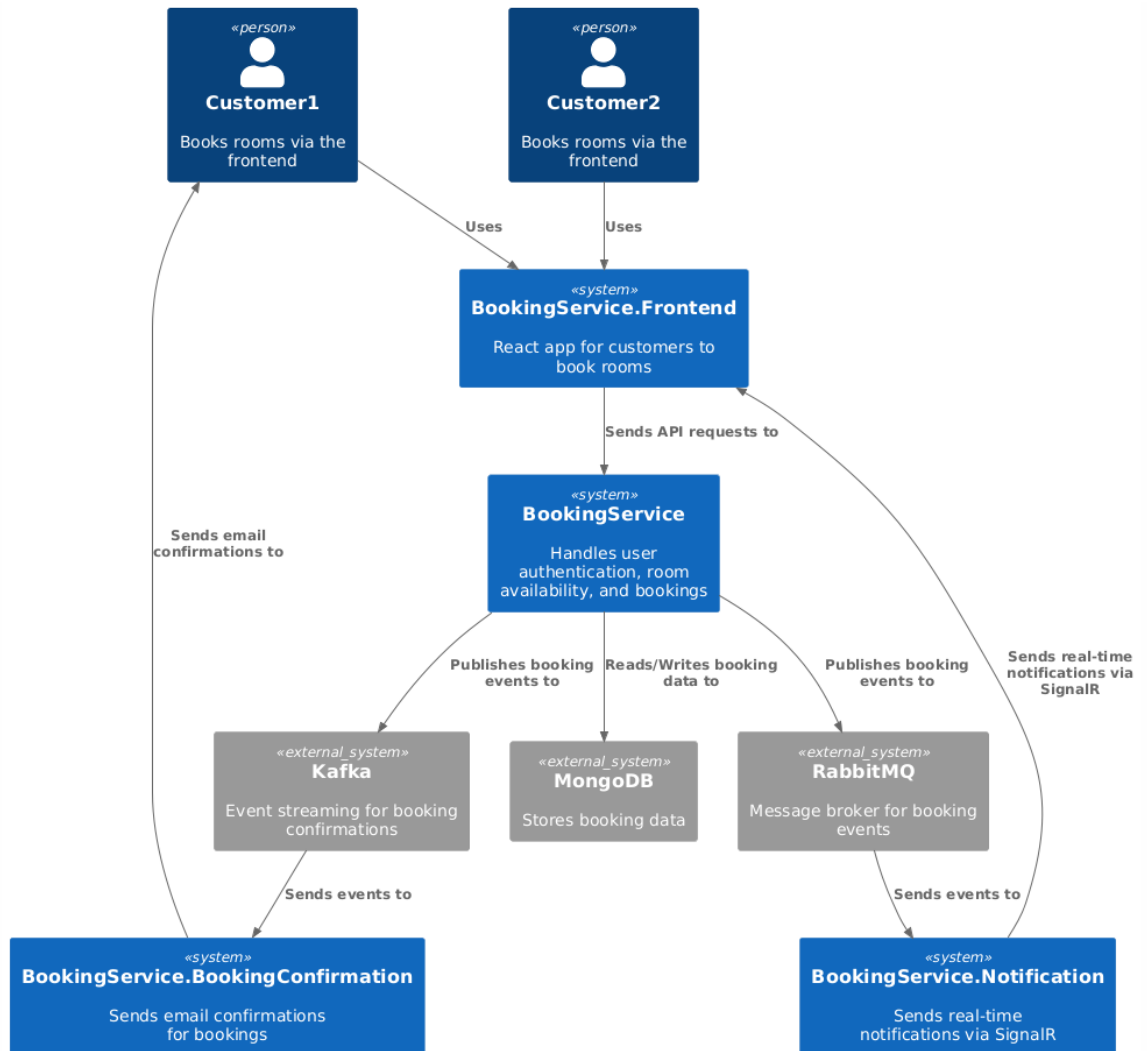 «person»
Customer1
Books rooms via the
frontend
«person»
Customer2
Books rooms via the
frontend
Uses
Uses
«system»
BookingService.Frontend
React app for customers to
book rooms
Sends API requests to
«system»
BookingService
Handles user
authentication, room
availability, and bookings
Sends email
confirmations to
Publishes booking
events to
Reads/Writes booking
data to
Publishes booking
events to
Sends real-time
notifications via
SignalR
«external_system»
Kafka
Event streaming for booking
confirmations
«external_system»
MongoDB
Stores booking data
«external_system»
RabbitMQ
Message broker for booking
events
Sends events to
Sends events to
«system»
BookingService.BookingConfirmation
Sends email confirmations
for bookings
«system»
BookingService.Notification
Sends real-time
notifications via SignalR